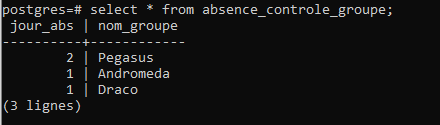 postgres=# select * from absence_controle_groupe;
 jour_abs | nom_groupe
----------+------------
        2 | Pegasus
        1 | Andromeda
        1 | Draco
(3 lignes)